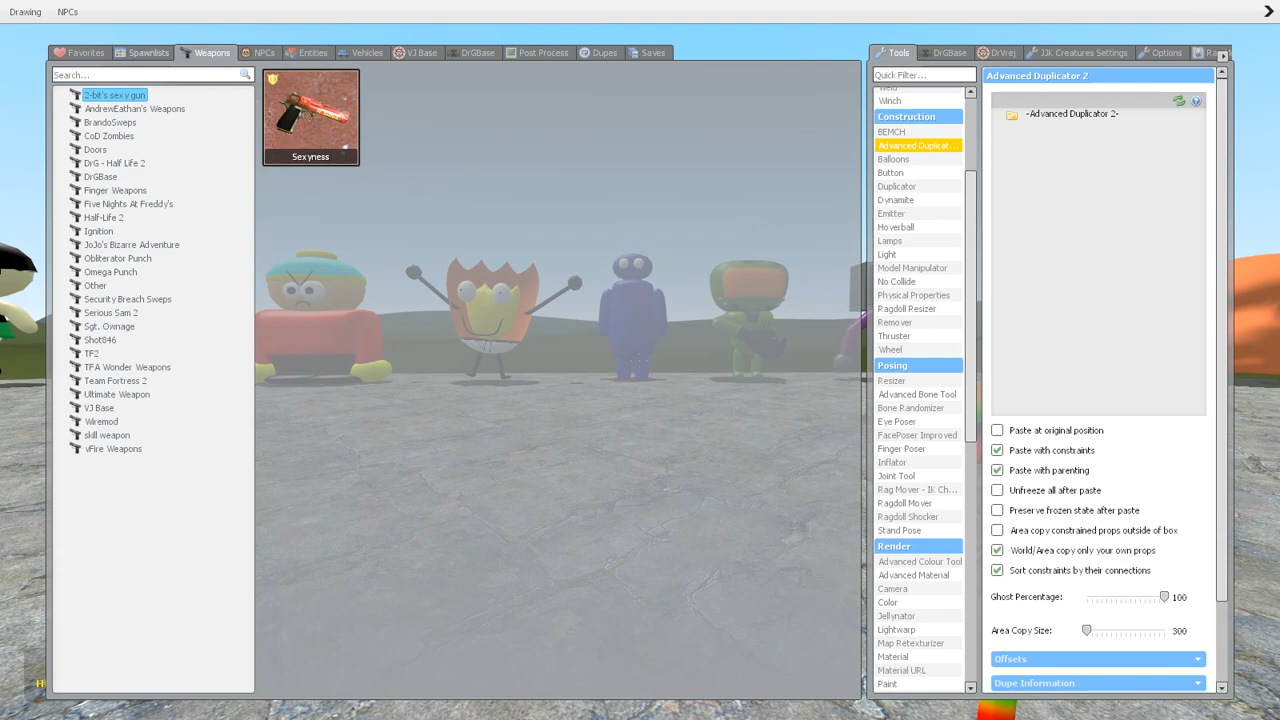 Drawing NPCs
Favorites Spawnlists Weapons NPCs Entities Vehicles VJ Base DrGBase Post Process Dupes Saves
Tools DrGBase DrVrej JJK Creatures Settings Options
Search...
Quick Filter...
Advanced Duplicator 2
2-bit's sexy gun
AndrewEathan's Weapons
BrandoSweps
CoD Zombies
Doors
DrG - Half Life 2
DrGBase
Finger Weapons
Five Nights At Freddy's
Half-Life 2
Ignition
JoJo's Bizarre Adventure
Obliterator Punch
Omega Punch
Other
Security Breach Sweps
Serious Sam 2
Sgt. Ownage
Shot846
TF2
TFA Wonder Weapons
Team Fortress 2
Ultimate Weapon
VJ Base
Wiremod
skill weapon
vFire Weapons
Sexyness
Weld
Winch
Construction
BEMCH
Advanced Duplicat...
Balloons
Button
Duplicator
Dynamite
Emitter
Hoverball
Lamps
Light
Model Manipulator
No Collide
Physical Properties
Ragdoll Resizer
Remover
Thruster
Wheel
Posing
Resizer
Advanced Bone Tool
Bone Randomizer
Eye Poser
FacePoser Improved
Finger Poser
Inflator
Joint Tool
Rag Mover - IK Ch...
Ragdoll Mover
Ragdoll Shocker
Stand Pose
Render
Advanced Colour Tool
Advanced Material
Camera
Color
Jellynator
Lightwarp
Map Retexturizer
Material
Material URL
Paint
-Advanced Duplicator 2-
Paste at original position
Paste with constraints
Paste with parenting
Unfreeze all after paste
Preserve frozen state after paste
Area copy constrained props outside of box
World/Area copy only your own props
Sort constraints by their connections
Ghost Percentage: 100
Area Copy Size: 300
Offsets
Dupe Information